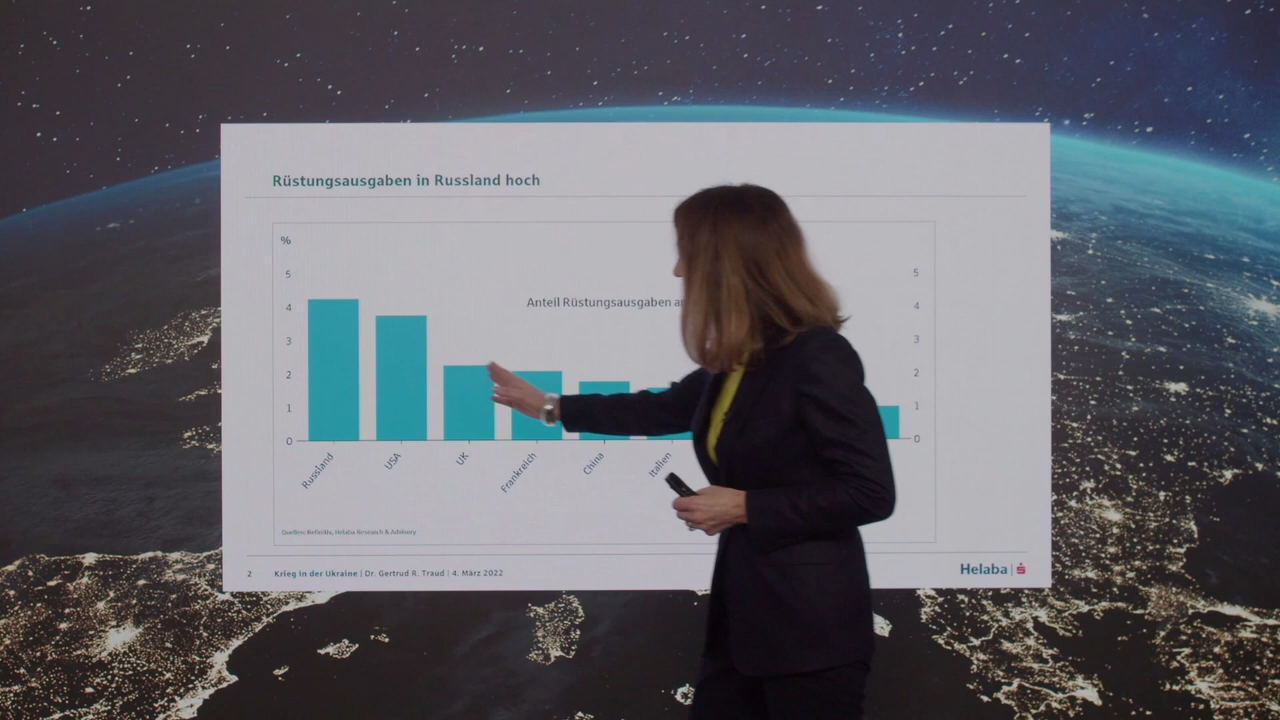 Rüstungsausgaben in Russland hoch
%
5 5
Anteil Rüstungsausgaben
4 4
3 3
2 2
1 1
0 0
Russland USA UK Frankreich China Italien
Quellen: Refinitiv, Helaba Research & Advisory
2 Krieg in der Ukraine | Dr. Gertrud R. Traud | 4. März 2022 Helaba